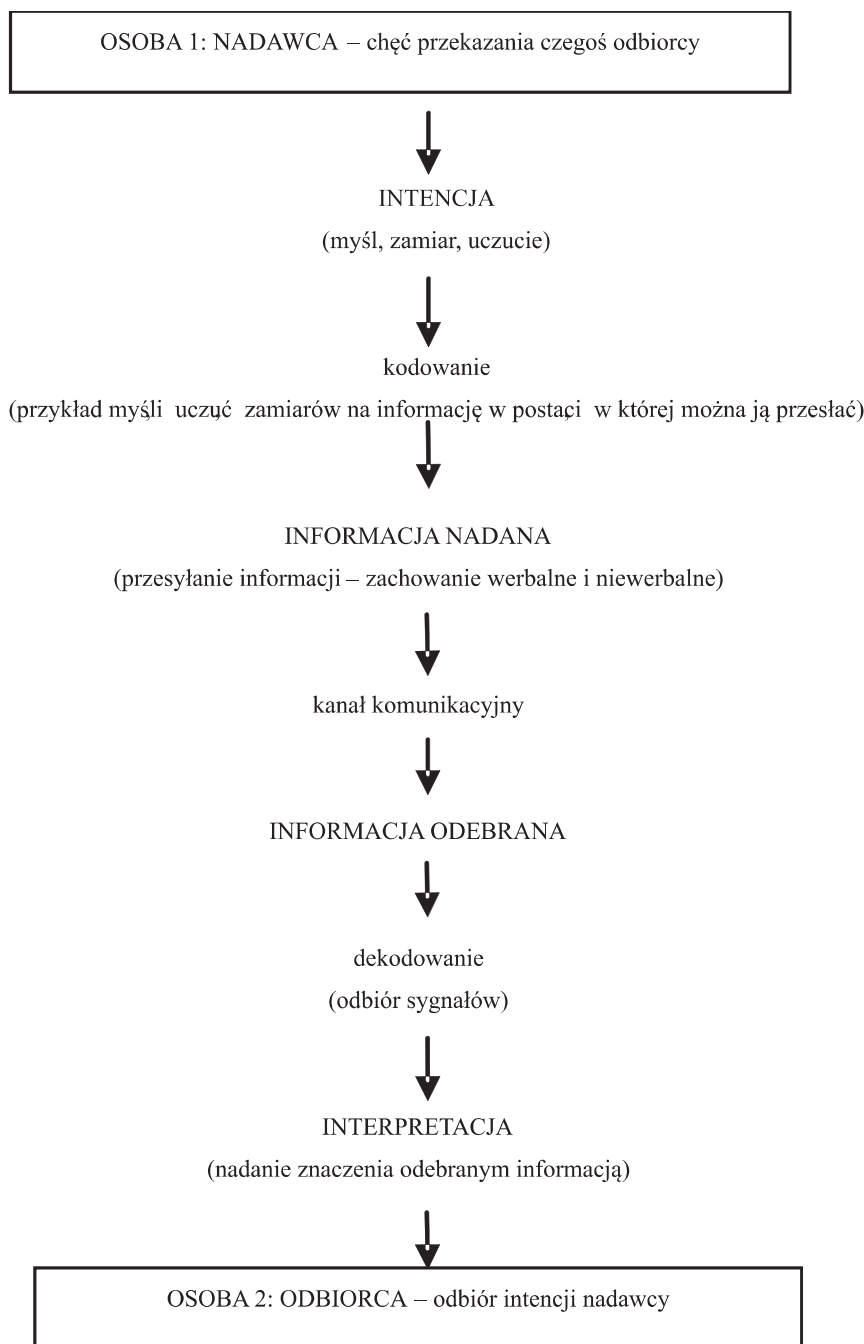 OSOBA 1: NADAWCA – chęć przekazania czegoś odbiorcy
INTENCJA
(myśl, zamiar, uczucie)
kodowanie
(przykład myśli, uczuć, zamiarów na informację w postaci, w której można ją przesłać)
INFORMACJA NADANA
(przesyłanie informacji – zachowanie werbalne i niewerbalne)
kanał komunikacyjny
INFORMACJA ODEBRANA
dekodowanie
(odbiór sygnałów)
INTERPRETACJA
(nadanie znaczenia odebranym informacją)
OSOBA 2: ODBIORCA – odbiór intencji nadawcy